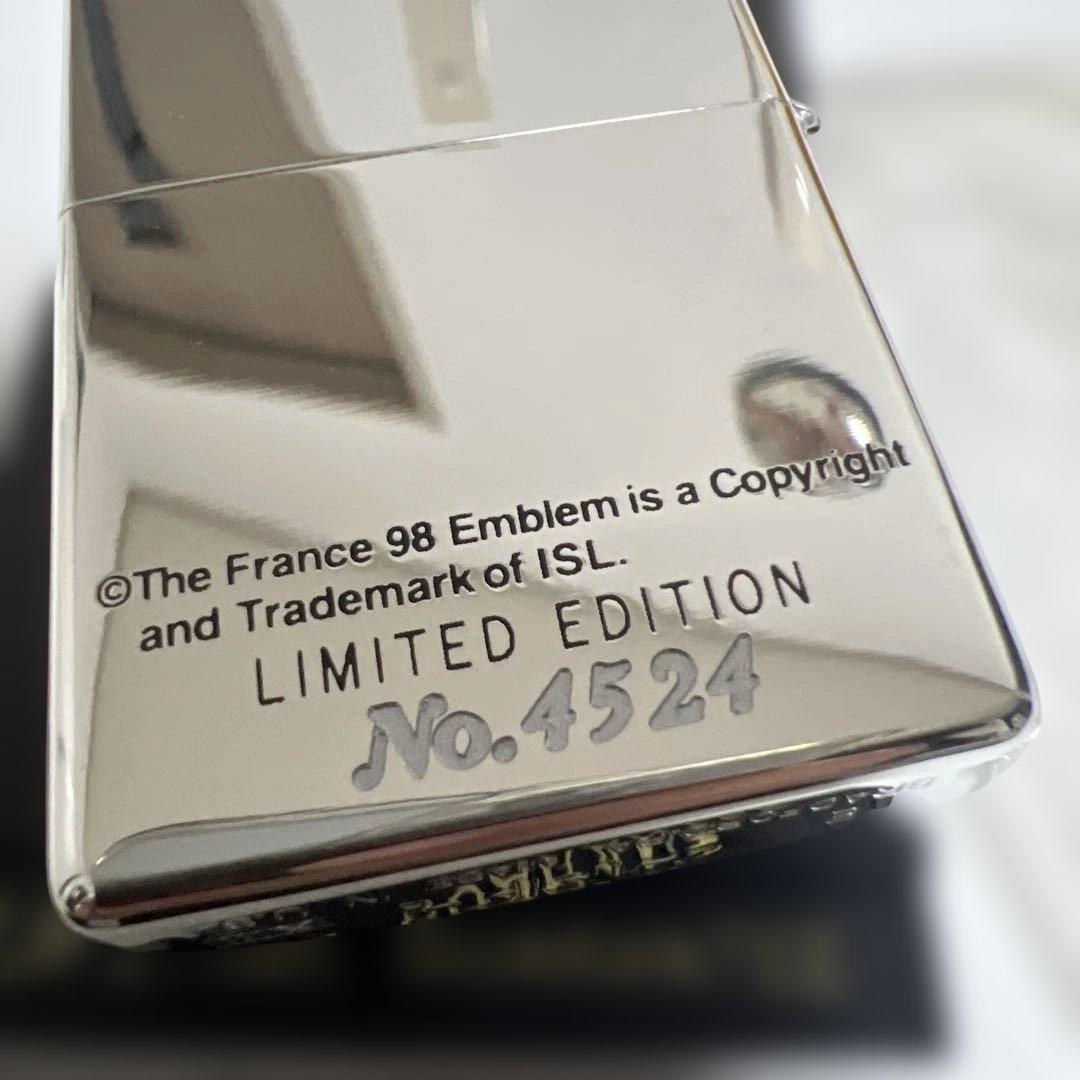 ©The France 98 Emblem is a Copyright
and Trademark of ISL.
LIMITED EDITION
No.4524